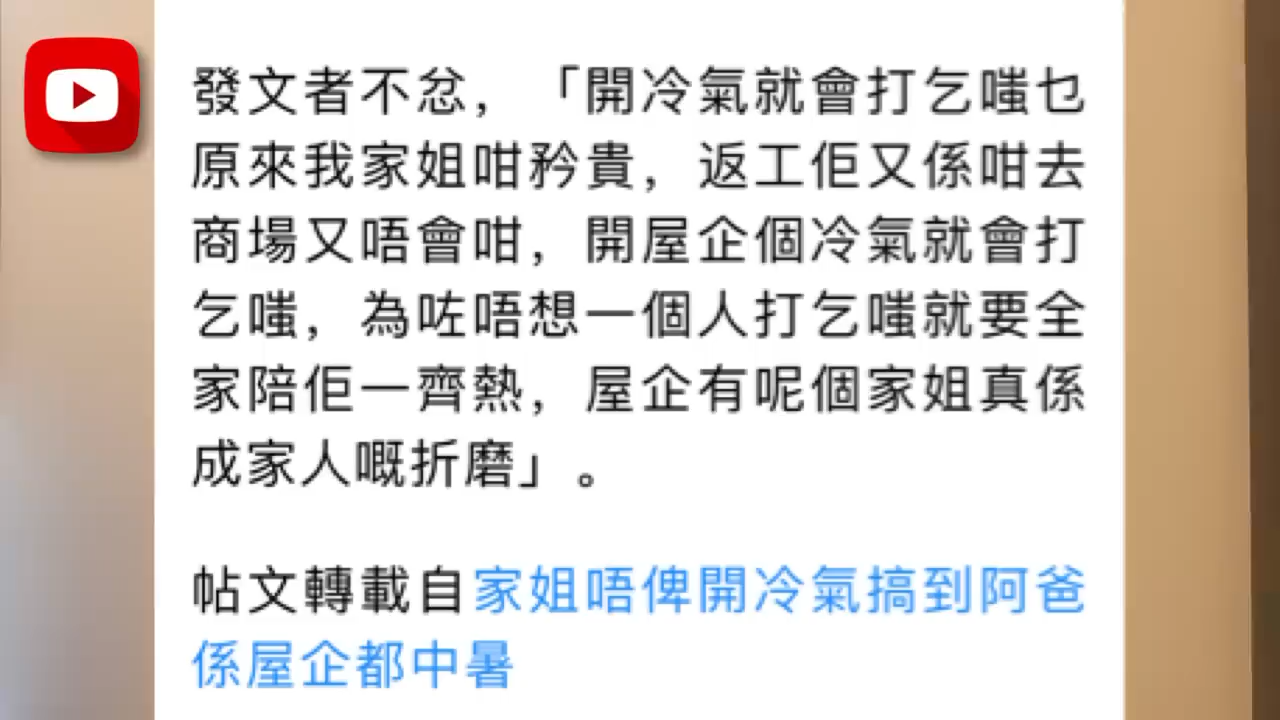 發文者不忿，「開冷氣就會打乞嗤乜
原來我家姐咁矜貴，返工佢又係咁去
商場又唔會咁，開屋企個冷氣就會打
乞嗤，為咗唔想一個人打乞嗤就要全
家陪佢一齊熱，屋企有呢個家姐真係
成家人嘅折磨」。
帖文轉載自家姐唔俾開冷氣搞到阿爸
係屋企都中暑